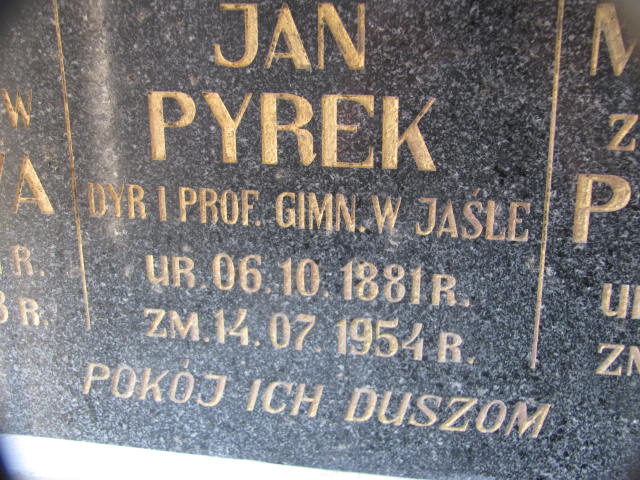 JAN
PYREK
DYR I PROF. GIMN. W JAŚLE
UR. 06.10.1881 R.
ZM. 14.07.1954 R.
POKÓJ ICH DUSZOM